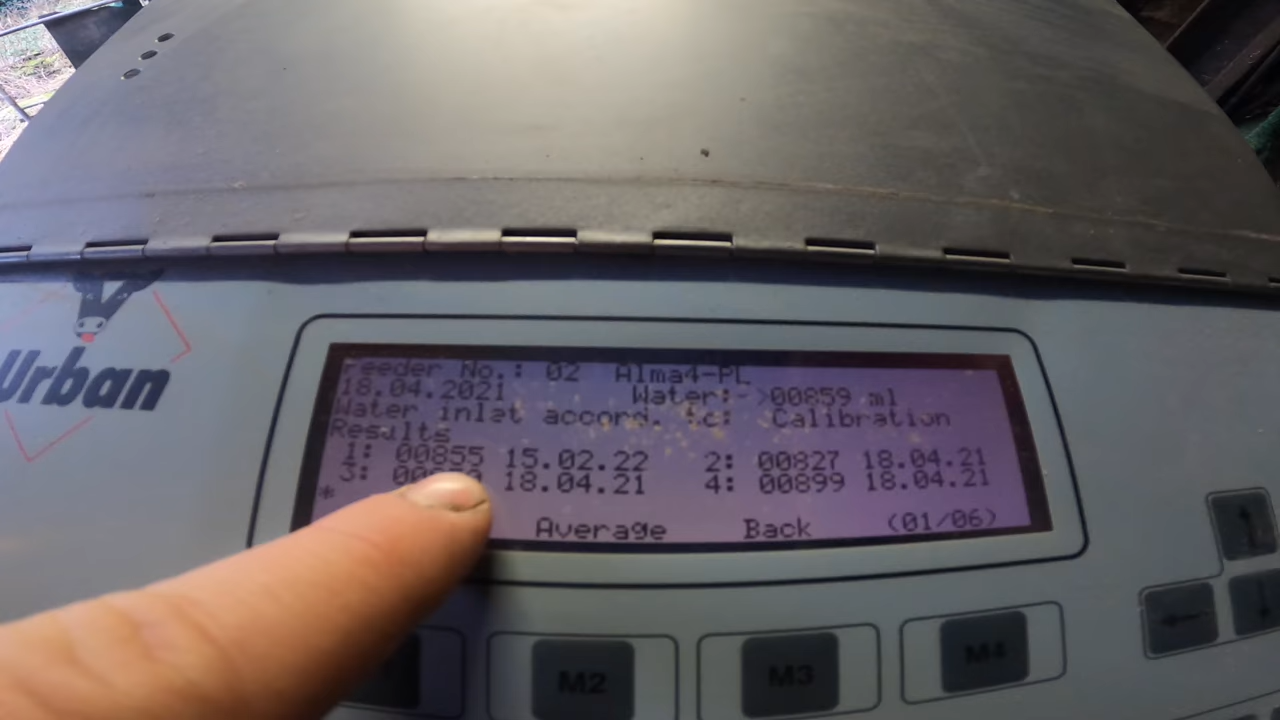 Urban
Feeder No.: 02 Alma4-PL
18.04.2021 Water:->00859 ml
Water inlet accord. to: Calibration
Results
1: 00855 15.02.22 2: 00827 18.04.21
3: 18.04.21 4: 00899 18.04.21
*
Average Back (01/06)
M2 M3 M4